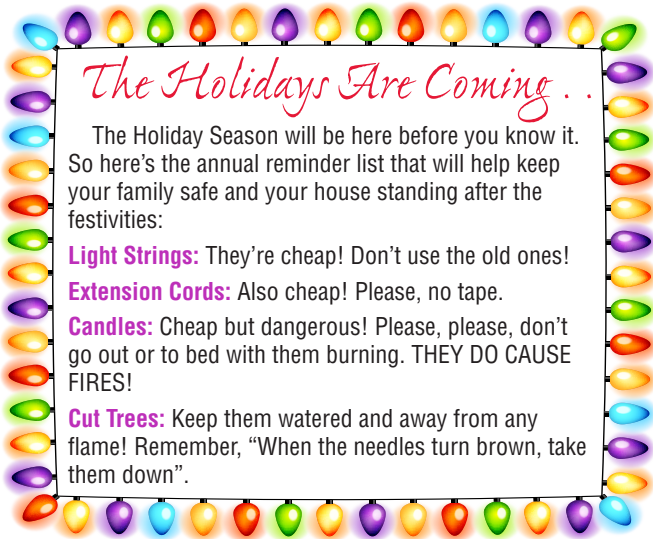 The Holidays Are Coming . .
The Holiday Season will be here before you know it.
So here’s the annual reminder list that will help keep
your family safe and your house standing after the
festivities:
Light Strings: They’re cheap! Don’t use the old ones!
Extension Cords: Also cheap! Please, no tape.
Candles: Cheap but dangerous! Please, please, don’t
go out or to bed with them burning. THEY DO CAUSE
FIRES!
Cut Trees: Keep them watered and away from any
flame! Remember, “When the needles turn brown, take
them down”.